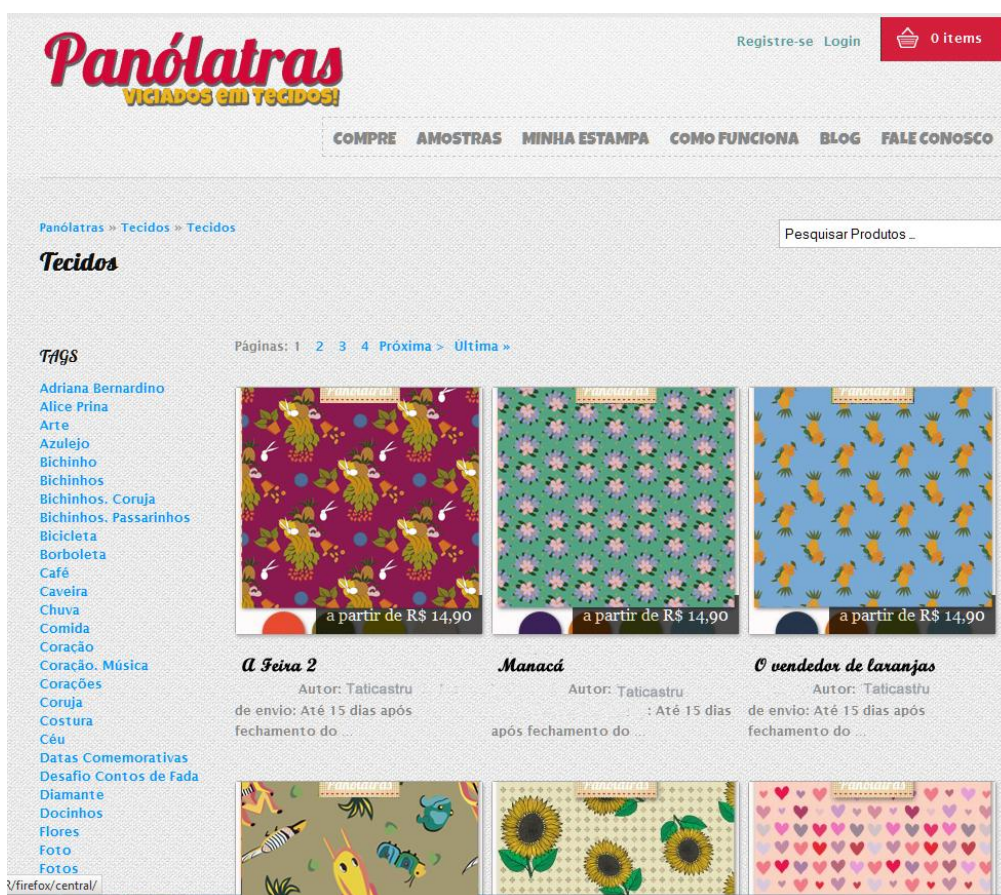 Panólatras
VICIADOS em TECIDOS!
Registre-se Login
0 items
COMPRE AMOSTRAS MINHA ESTAMPA COMO FUNCIONA BLOG FALE CONOSCO
Panólatras » Tecidos » Tecidos
Pesquisar Produtos ..
Tecidos
TAGS
Adriana Bernardino
Alice Prina
Arte
Azulejo
Bichinho
Bichinhos
Bichinhos. Coruja
Bichinhos. Passarinhos
Bicicleta
Borboleta
Café
Caveira
Chuva
Comida
Coração
Coração. Música
Corações
Coruja
Costura
Céu
Datas Comemorativas
Desafio Contos de Fada
Diamante
Docinhos
Flores
Foto
Fotos
/firefox/central/
Páginas: 1 2 3 4 Próxima > Última »
Panólatras
a partir de R$ 14,90
A Feira 2
Autor: Taticastru
de envio: Até 15 dias após
fechamento do ...
Panólatras
a partir de R$ 14,90
Manacá
Autor: Taticastru
: Até 15 dias
após fechamento do ...
Panólatras
a partir de R$ 14,90
O vendedor de laranjas
Autor: Taticastru
de envio: Até 15 dias após
fechamento do ...
Panólatras
Panólatras
Panólatras